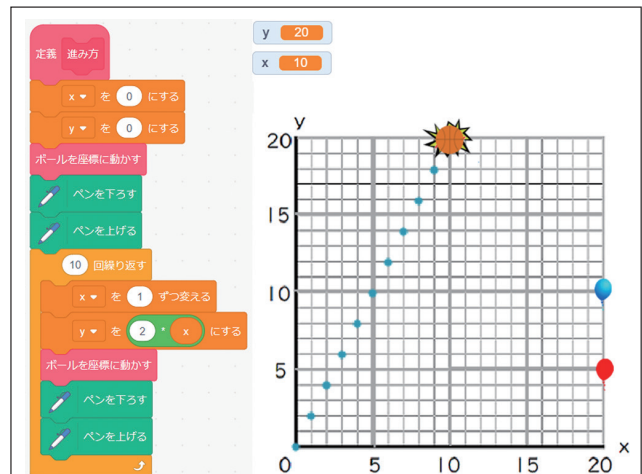 定義 進み方
x を 0 にする
y を 0 にする
ボールを座標に動かす
ペンを下ろす
ペンを上げる
10 回繰り返す
x を 1 ずつ変える
y を 2 * x にする
ボールを座標に動かす
ペンを下ろす
ペンを上げる
y 20
x 10
y
20
15
10
5
0 5 10 15 20 x